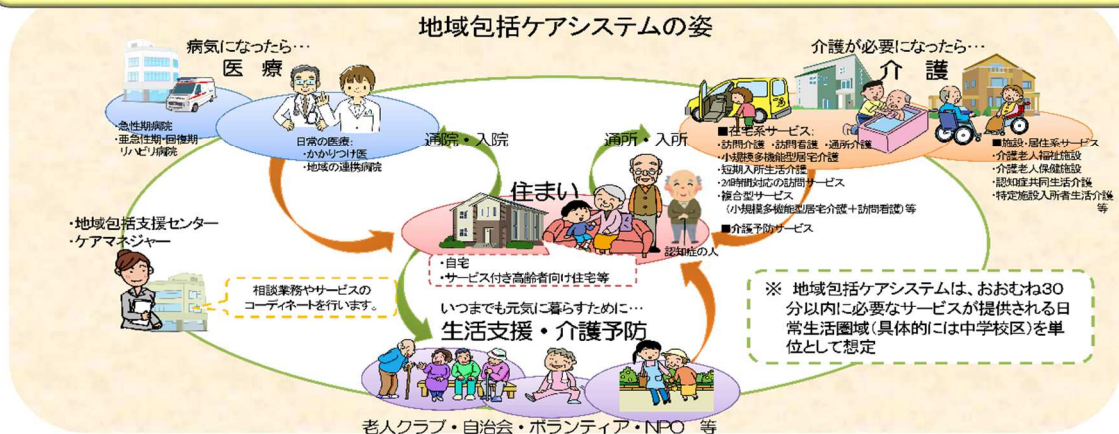 地域包括ケアシステムの姿
病気になったら…
医 療
・急性期病院
・亜急性期・回復期
リハビリ病院
日常の医療:
・かかりつけ医
・地域の連携病院
通院・入院
通所・入所
介護が必要になったら…
介 護
■在宅系サービス:
・訪問介護 ・訪問看護 ・通所介護
・小規模多機能型居宅介護
・短期入所生活介護
・24時間対応の訪問サービス
・複合型サービス
(小規模多機能型居宅介護+訪問看護)等
■介護予防サービス
■施設・居住系サービス
・介護老人福祉施設
・介護老人保健施設
・認知症共同生活介護
・特定施設入所者生活介護
等
住まい
・自宅
・サービス付き高齢者向け住宅等
認知症の人
・地域包括支援センター
・ケアマネジャー
相談業務やサービスの
コーディネートを行います。
いつまでも元気に暮らすために…
生活支援・介護予防
老人クラブ・自治会・ボランティア・NPO 等
※ 地域包括ケアシステムは、おおむね30
分以内に必要なサービスが提供される日
常生活圏域(具体的には中学校区)を単
位として想定